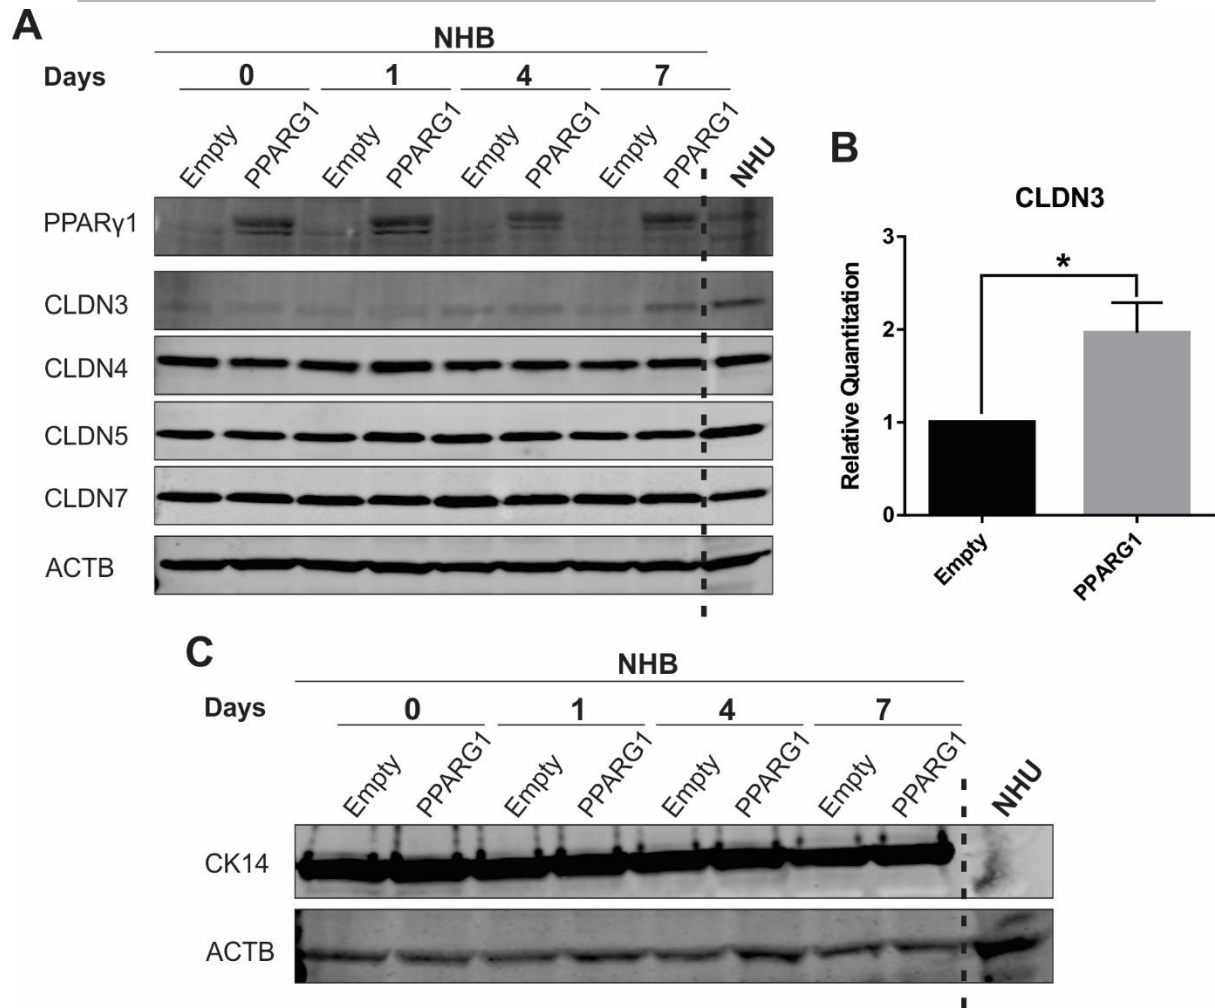 A
NHB
Days 0 1 4 7
Empty PPARG1 Empty PPARG1 Empty PPARG1 Empty PPARG1 NHU
PPARγ1
CLDN3
CLDN4
CLDN5
CLDN7
ACTB
B
CLDN3
Relative Quantitation
3
2
1
0
*
Empty PPARG1
C
NHB
Days 0 1 4 7
Empty PPARG1 Empty PPARG1 Empty PPARG1 Empty PPARG1 NHU
CK14
ACTB